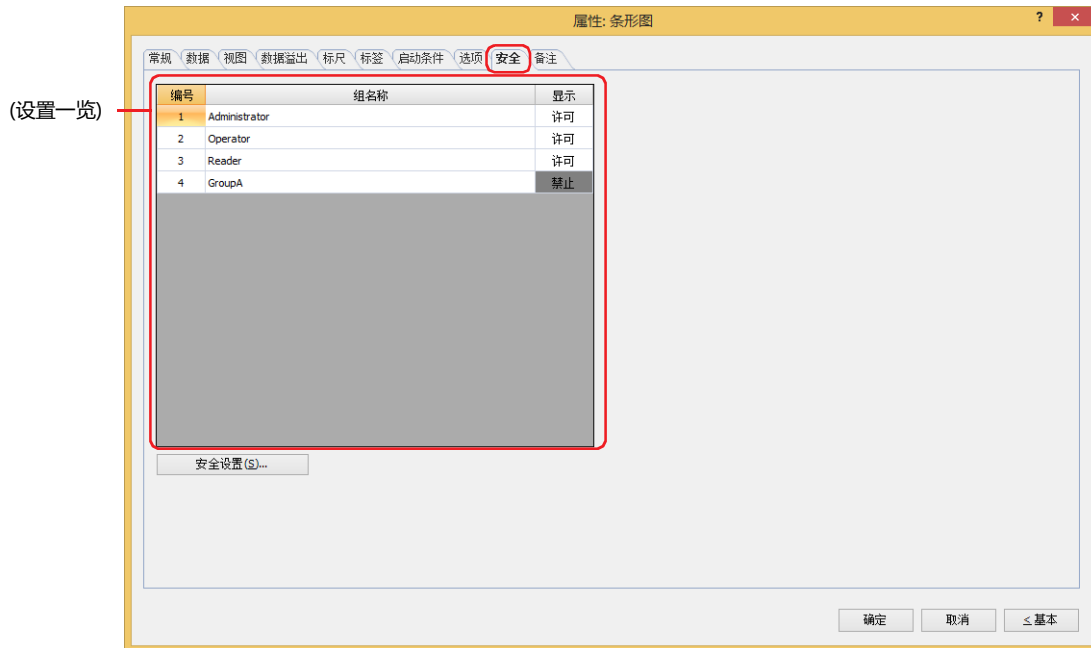 属性: 条形图
?
×
常规 数据 视图 数据溢出 标尺 标签 启动条件 选项 安全 备注
(设置一览)
编号 组名称 显示
1 Administrator 许可
2 Operator 许可
3 Reader 许可
4 GroupA 禁止
安全设置(S)...
确定 取消 ≤基本